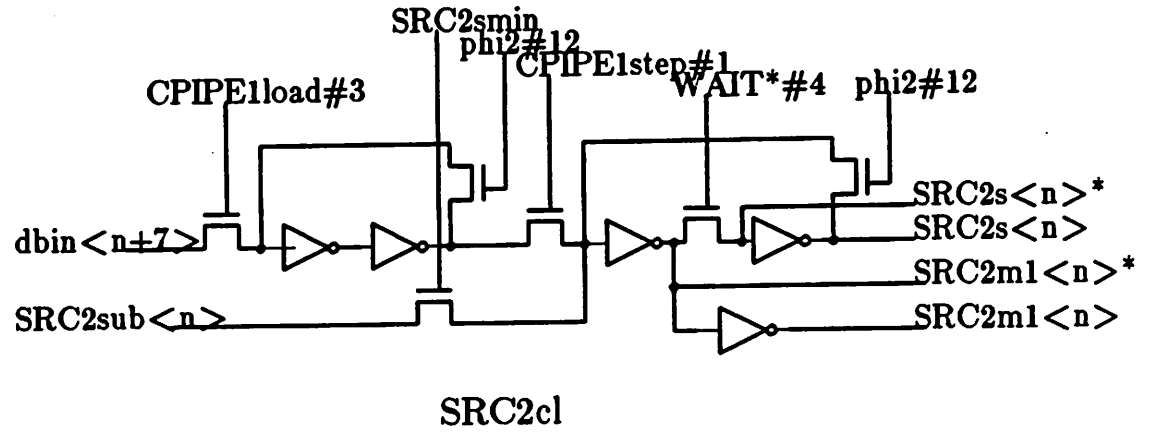 SRC2smin
phi2#12
CPIPE1step#1
CPIPE1load#3
WAIT*#4
phi2#12
SRC2s<n>*
dbin<n+7>
SRC2s<n>
SRC2m1<n>*
SRC2sub<n>
SRC2m1<n>
SRC2cl